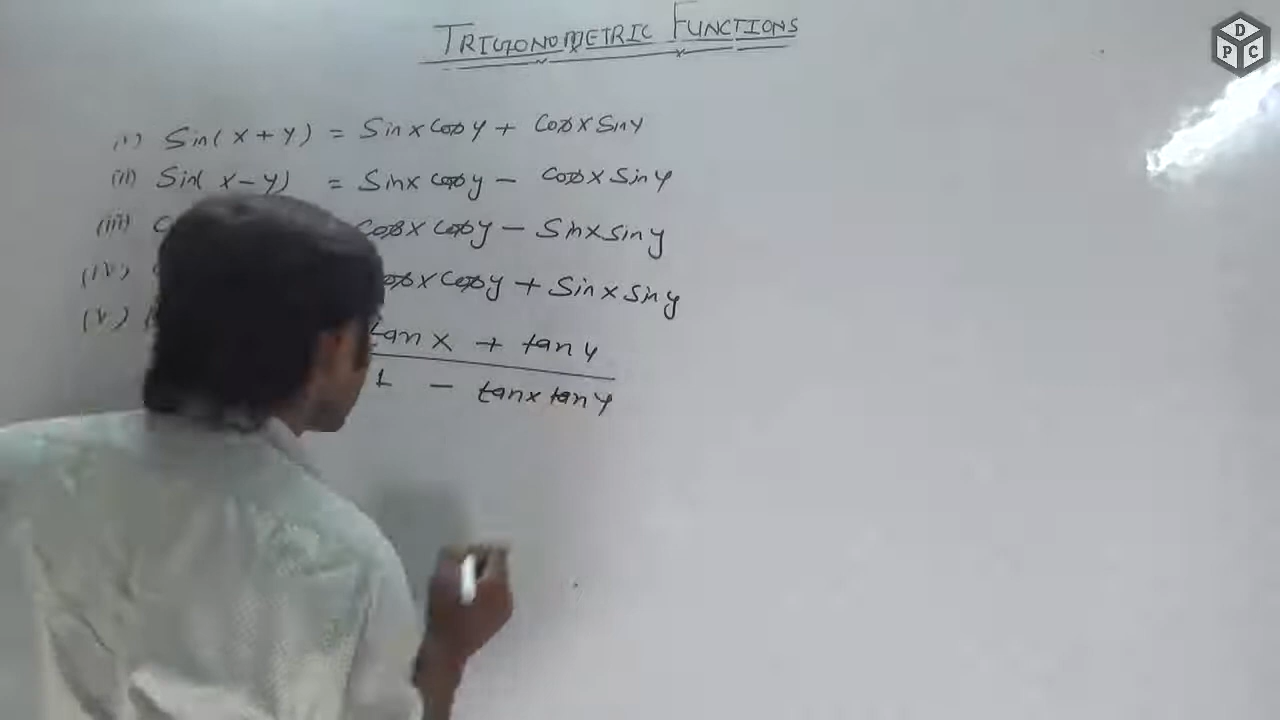 TRIGONOMETRIC FUNCTIONS
(i) Sin(x+y) = Sinx cosy + cosx siny
(ii) Sin(x-y) = Sinx cosy - cosx siny
(iii) cosx cosy - sinx siny
(iv) cosx cosy + sinx siny
(v) tanx + tany
1 - tanx tany
D
P C